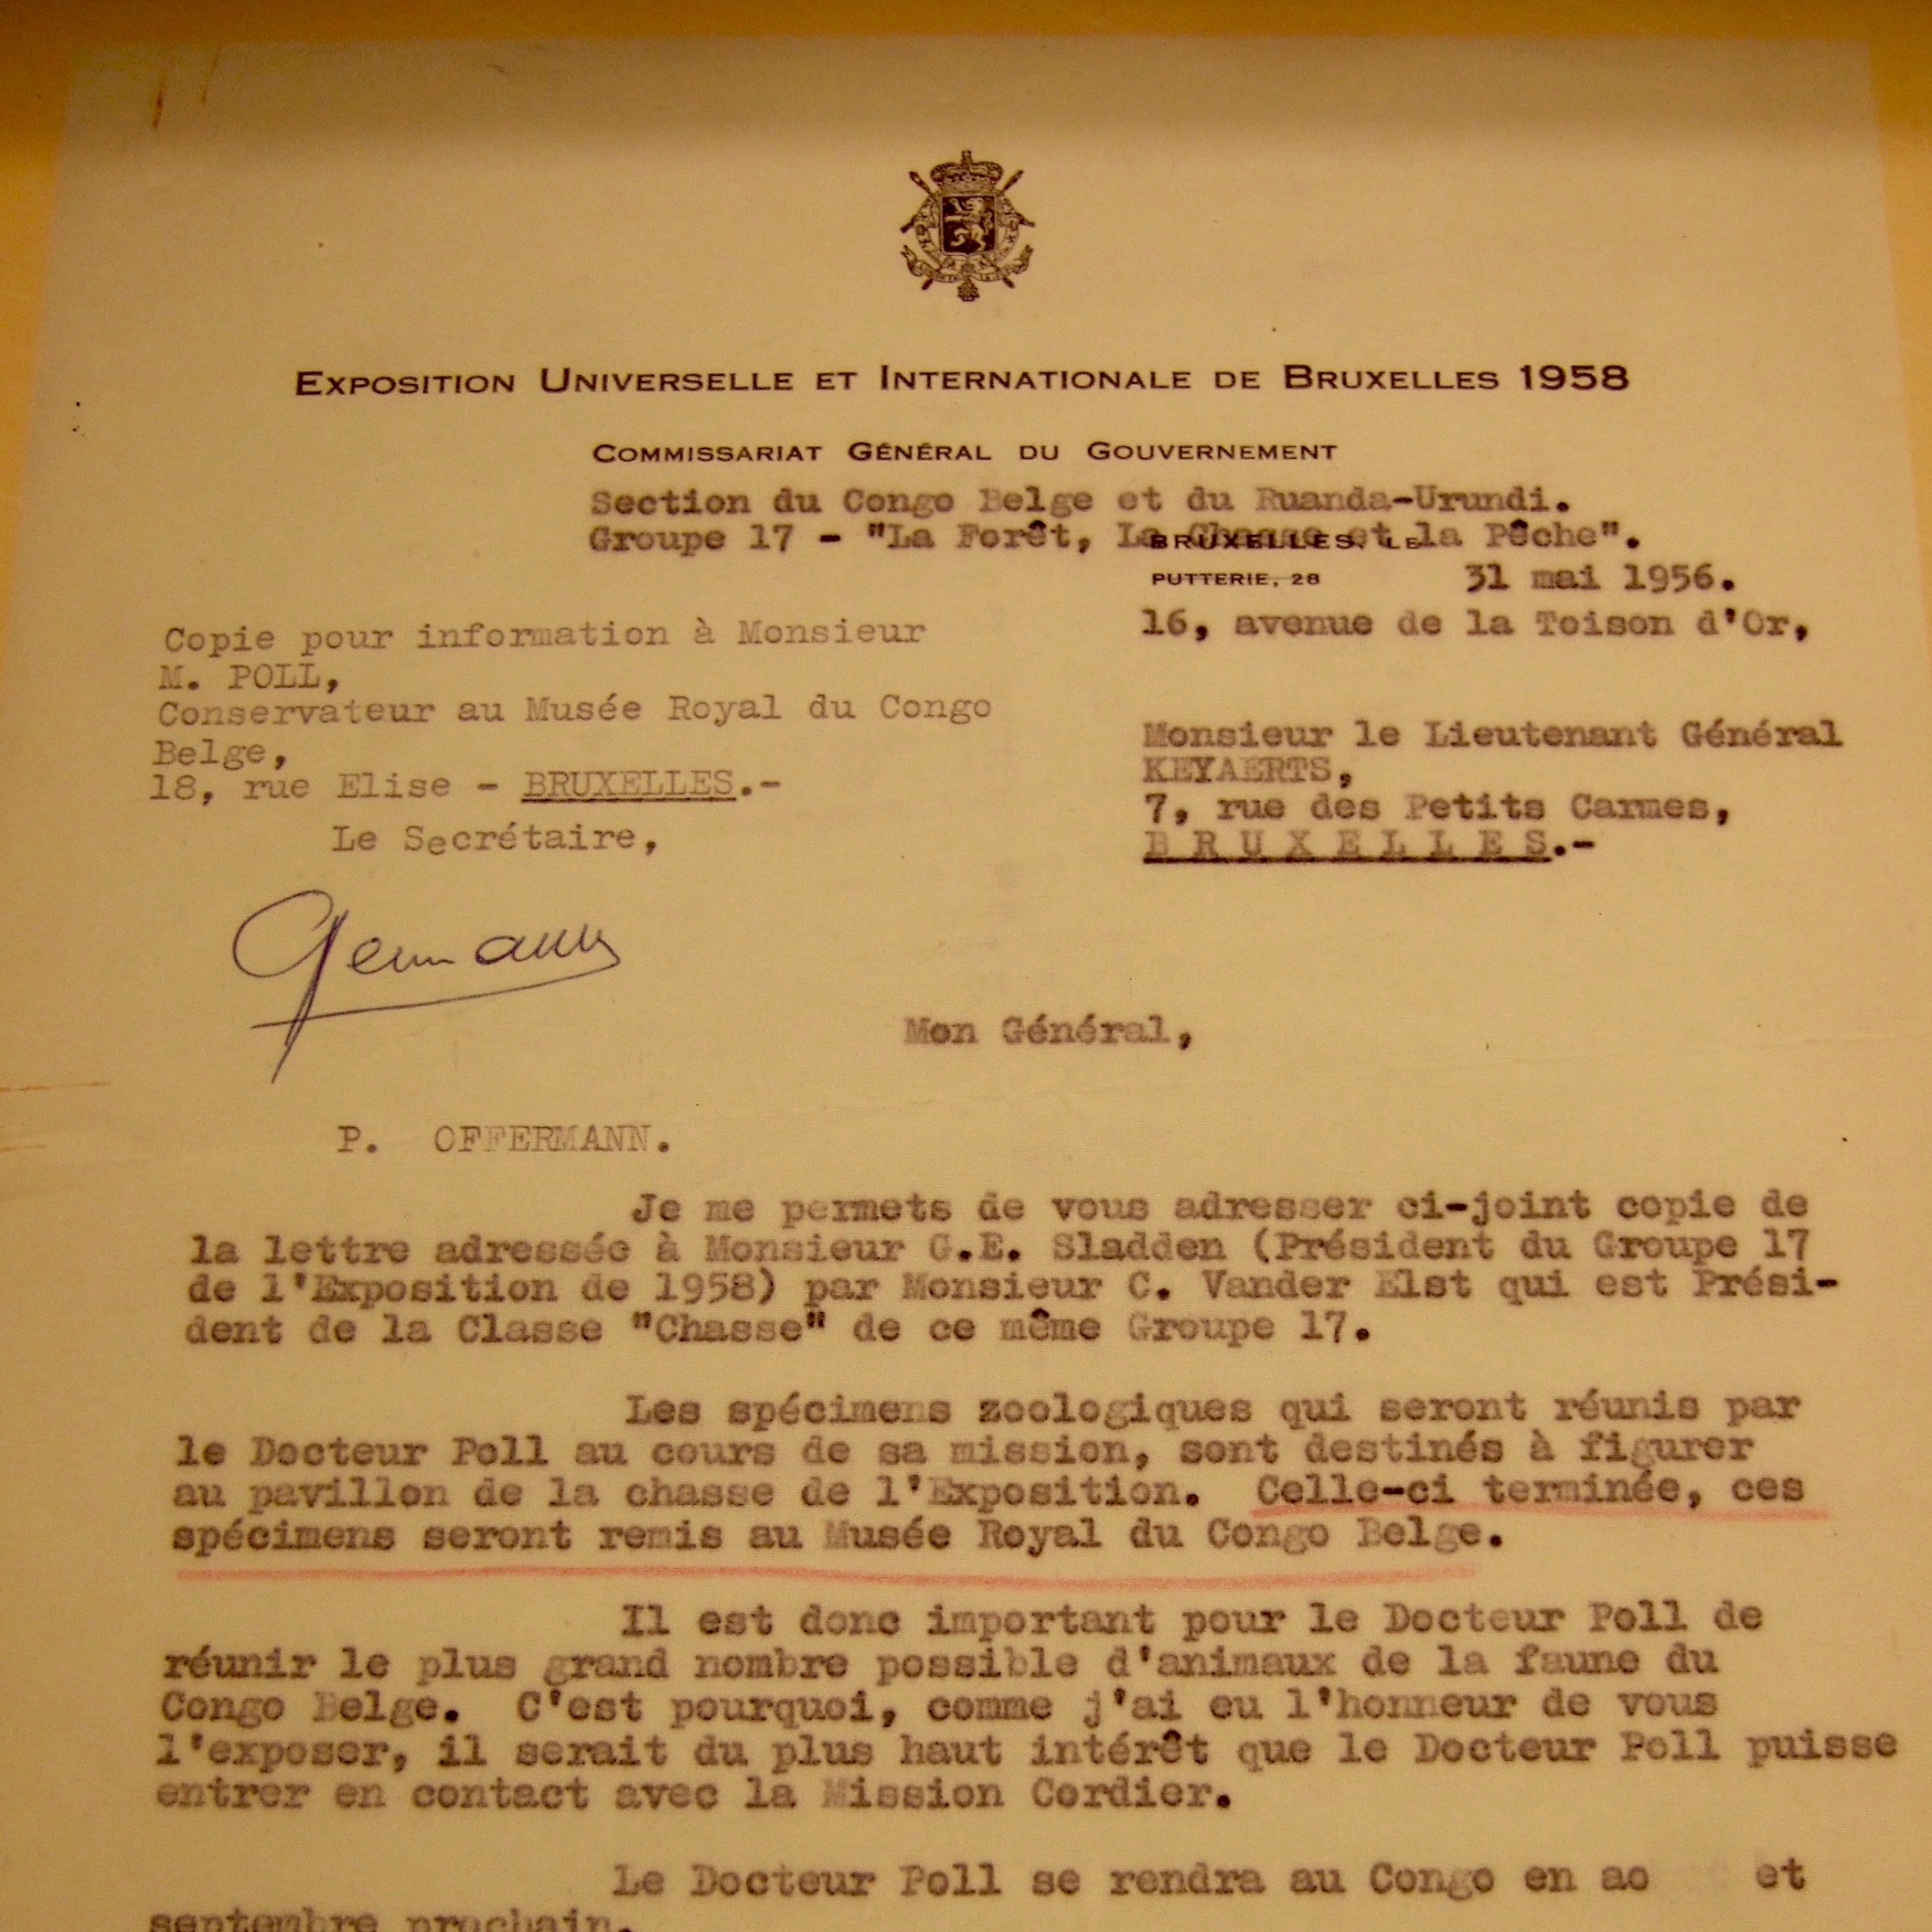 EXPOSITION UNIVERSELLE ET INTERNATIONALE DE BRUXELLES 1958
COMMISSARIAT GÉNÉRAL DU GOUVERNEMENT
Section du Congo Belge et du Ruanda-Urundi.
Groupe 17 - "La Forêt, La Chasse et la Pêche".
BRUXELLES, LE
PUTTERIE, 28
31 mai 1956.
16, avenue de la Toison d'Or,
Copie pour information à Monsieur
M. POLL,
Conservateur au Musée Royal du Congo
Belge,
18, rue Elise - BRUXELLES.-
Le Secrétaire,
Monsieur le Lieutenant Général
KEYAERTS,
7, rue des Petits Carmes,
BRUXELLES.-
Mon Général,
P. OFFERMANN.
Je me permets de vous adresser ci-joint copie de
la lettre adressée à Monsieur G.E. Sladden (Président du Groupe 17
de l'Exposition de 1958) par Monsieur C. Vander Elst qui est Prési-
dent de la Classe "Chasse" de ce même Groupe 17.
Les spécimens zoologiques qui seront réunis par
le Docteur Poll au cours de sa mission, sont destinés à figurer
au pavillon de la chasse de l'Exposition. Celle-ci terminée, ces
spécimens seront remis au Musée Royal du Congo Belge.
Il est donc important pour le Docteur Poll de
réunir le plus grand nombre possible d'animaux de la faune du
Congo Belge. C'est pourquoi, comme j'ai eu l'honneur de vous
l'exposer, il serait du plus haut intérêt que le Docteur Poll puisse
entrer en contact avec la Mission Cordier.
Le Docteur Poll se rendra au Congo en ao et
septembre prochain.